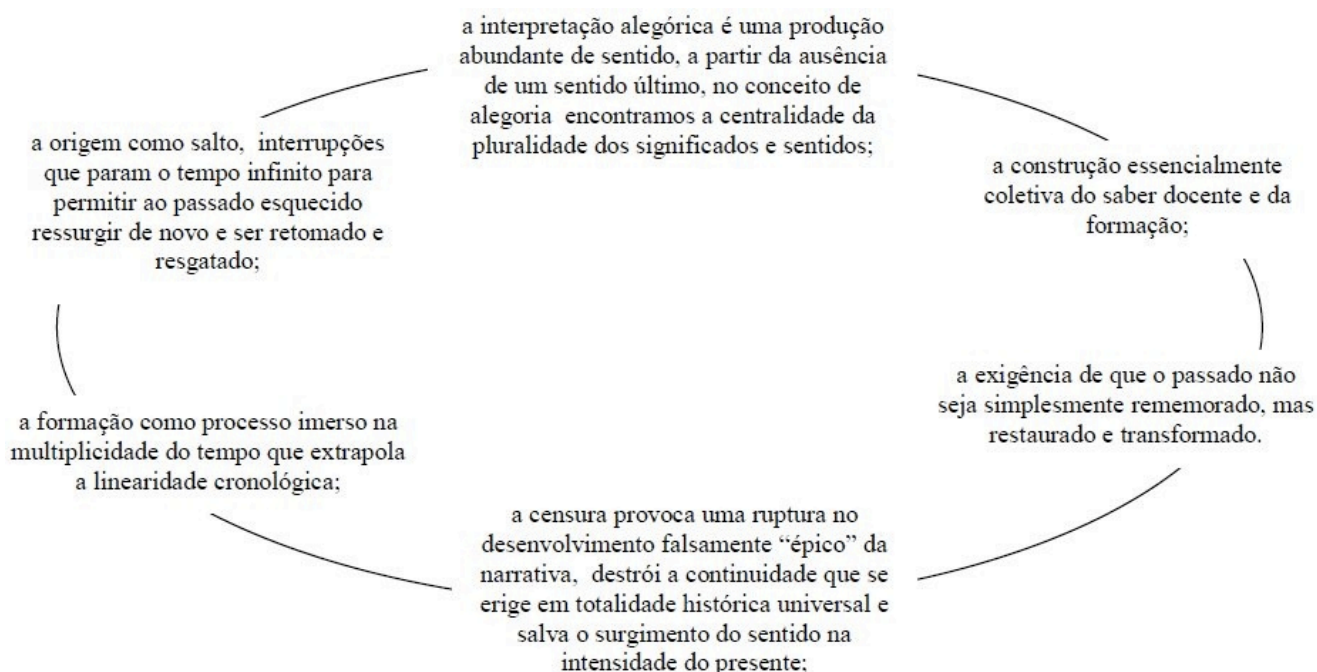 a interpretação alegórica é uma produção
abundante de sentido, a partir da ausência
de um sentido último, no conceito de
alegoria encontramos a centralidade da
pluralidade dos significados e sentidos;
a construção essencialmente
coletiva do saber docente e da
formação;
a exigência de que o passado não
seja simplesmente rememorado, mas
restaurado e transformado.
a censura provoca uma ruptura no
desenvolvimento falsamente “épico” da
narrativa, destrói a continuidade que se
erige em totalidade histórica universal e
salva o surgimento do sentido na
intensidade do presente;
a formação como processo imerso na
multiplicidade do tempo que extrapola
a linearidade cronológica;
a origem como salto, interrupções
que param o tempo infinito para
permitir ao passado esquecido
ressurgir de novo e ser retomado e
resgatado;